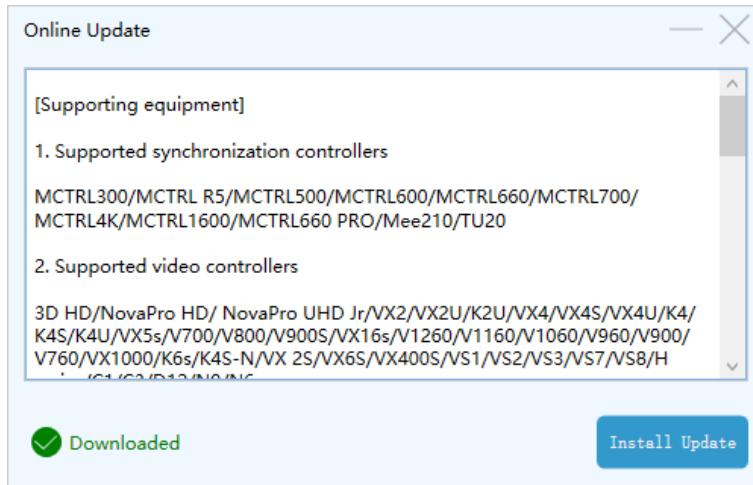 Online Update
[Supporting equipment]
1. Supported synchronization controllers
MCTRL300/MCTRL R5/MCTRL500/MCTRL600/MCTRL660/MCTRL700/
MCTRL4K/MCTRL1600/MCTRL660 PRO/Mee210/TU20
2. Supported video controllers
3D HD/NovaPro HD/ NovaPro UHD Jr/VX2/VX2U/K2U/VX4/VX4S/VX4U/K4/
K4S/K4U/VX5s/V700/V800/V900S/VX16s/V1260/V1160/V1060/V960/V900/
V760/VX1000/K6s/K4S-N/VX 2S/VX6S/VX400S/VS1/VS2/VS3/VS7/VS8/H
Downloaded
Install Update